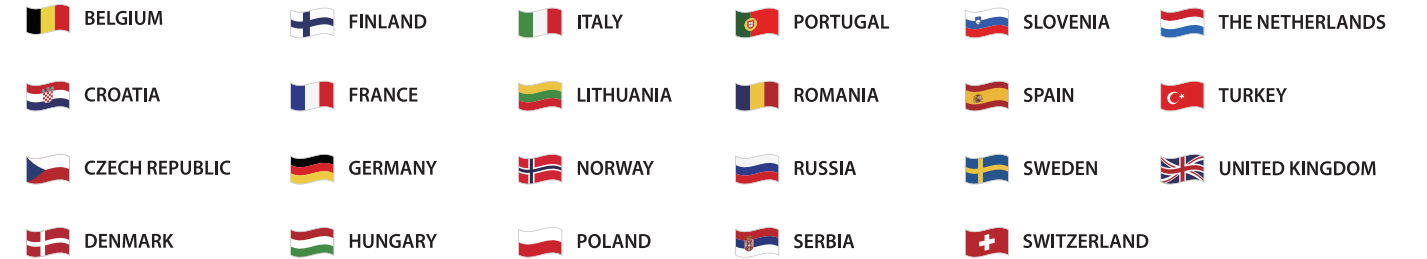 BELGIUM
CROATIA
CZECH REPUBLIC
DENMARK
FINLAND
FRANCE
GERMANY
HUNGARY
ITALY
LITHUANIA
NORWAY
POLAND
PORTUGAL
ROMANIA
RUSSIA
SERBIA
SLOVENIA
SPAIN
SWEDEN
SWITZERLAND
THE NETHERLANDS
TURKEY
UNITED KINGDOM